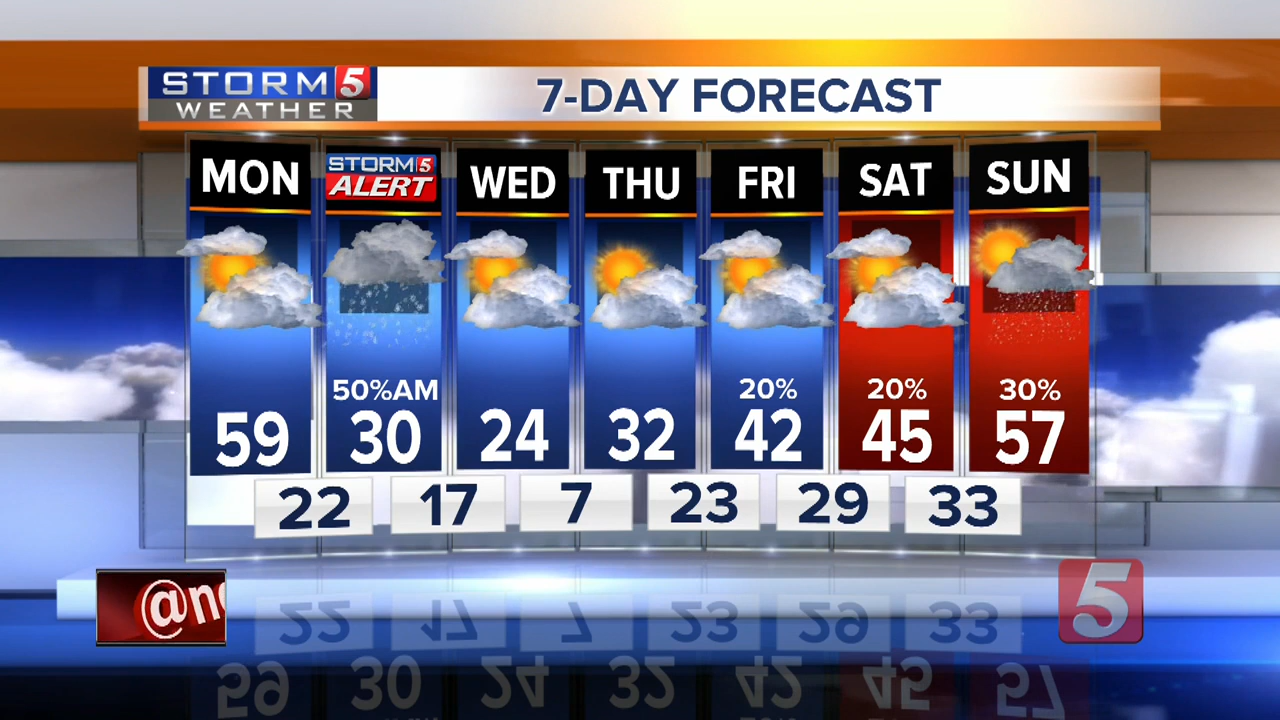 STORM 5
WEATHER
7-DAY FORECAST
MON
STORM 5
ALERT
WED
THU
FRI
SAT
SUN
50%AM
20%
20%
30%
59
30
24
32
42
45
57
22
17
7
23
29
33
5